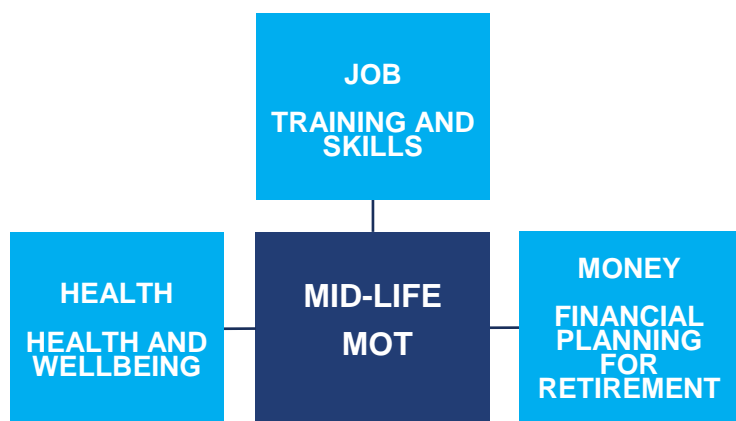 JOB
TRAINING AND
SKILLS
HEALTH
HEALTH AND
WELLBEING
MID-LIFE
MOT
MONEY
FINANCIAL
PLANNING
FOR
RETIREMENT